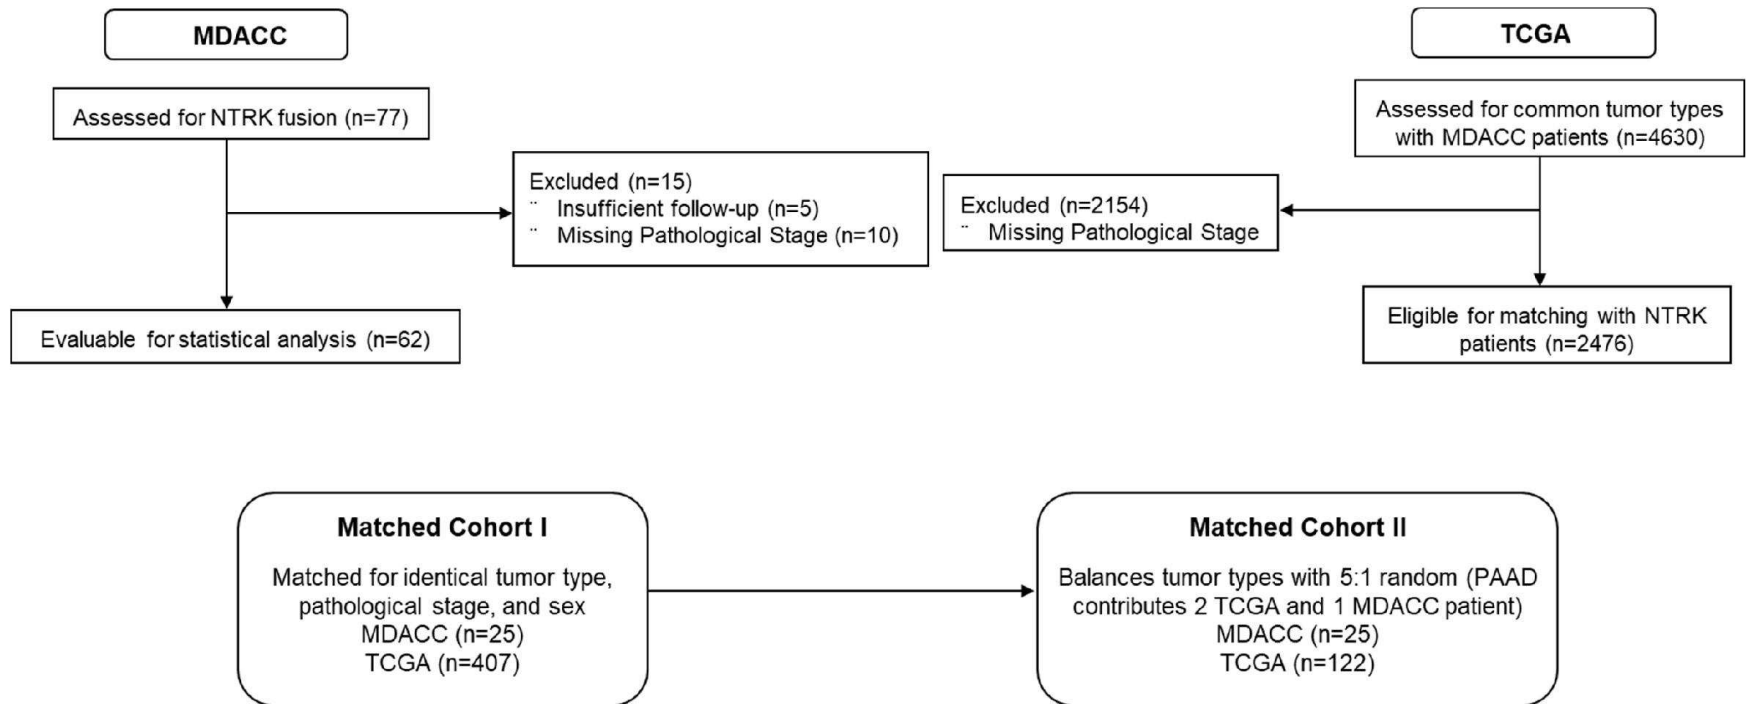 MDACC
TCGA
Assessed for NTRK fusion (n=77)
Assessed for common tumor types
with MDACC patients (n=4630)
Excluded (n=15)
¨ Insufficient follow-up (n=5)
¨ Missing Pathological Stage (n=10)
Excluded (n=2154)
¨ Missing Pathological Stage
Evaluable for statistical analysis (n=62)
Eligible for matching with NTRK
patients (n=2476)
Matched Cohort I
Matched for identical tumor type,
pathological stage, and sex
MDACC (n=25)
TCGA (n=407)
Matched Cohort II
Balances tumor types with 5:1 random (PAAD
contributes 2 TCGA and 1 MDACC patient)
MDACC (n=25)
TCGA (n=122)